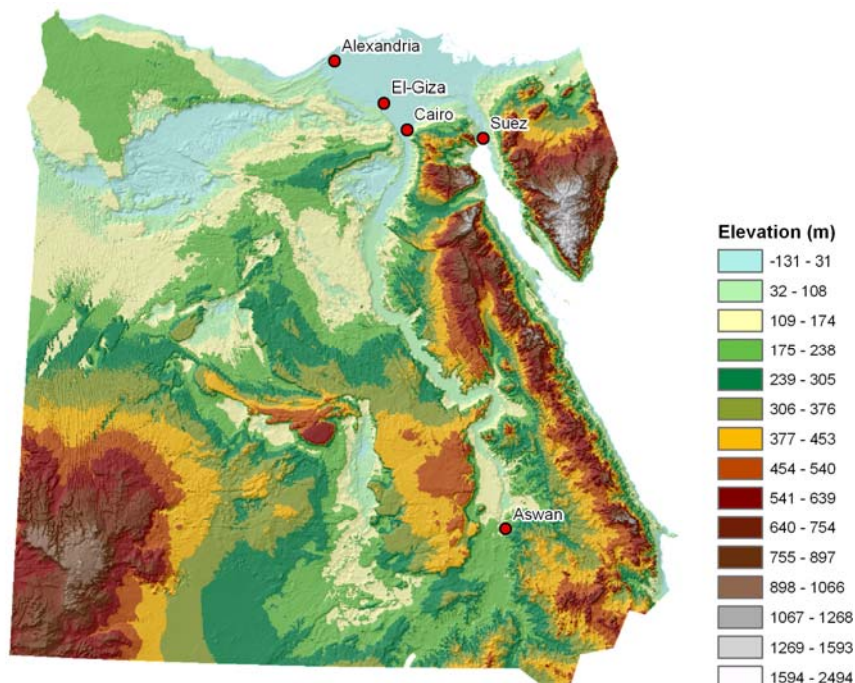 Alexandria
El-Giza
Cairo
Suez
Aswan
Elevation (m)
-131 - 31
32 - 108
109 - 174
175 - 238
239 - 305
306 - 376
377 - 453
454 - 540
541 - 639
640 - 754
755 - 897
898 - 1066
1067 - 1268
1269 - 1593
1594 - 2494